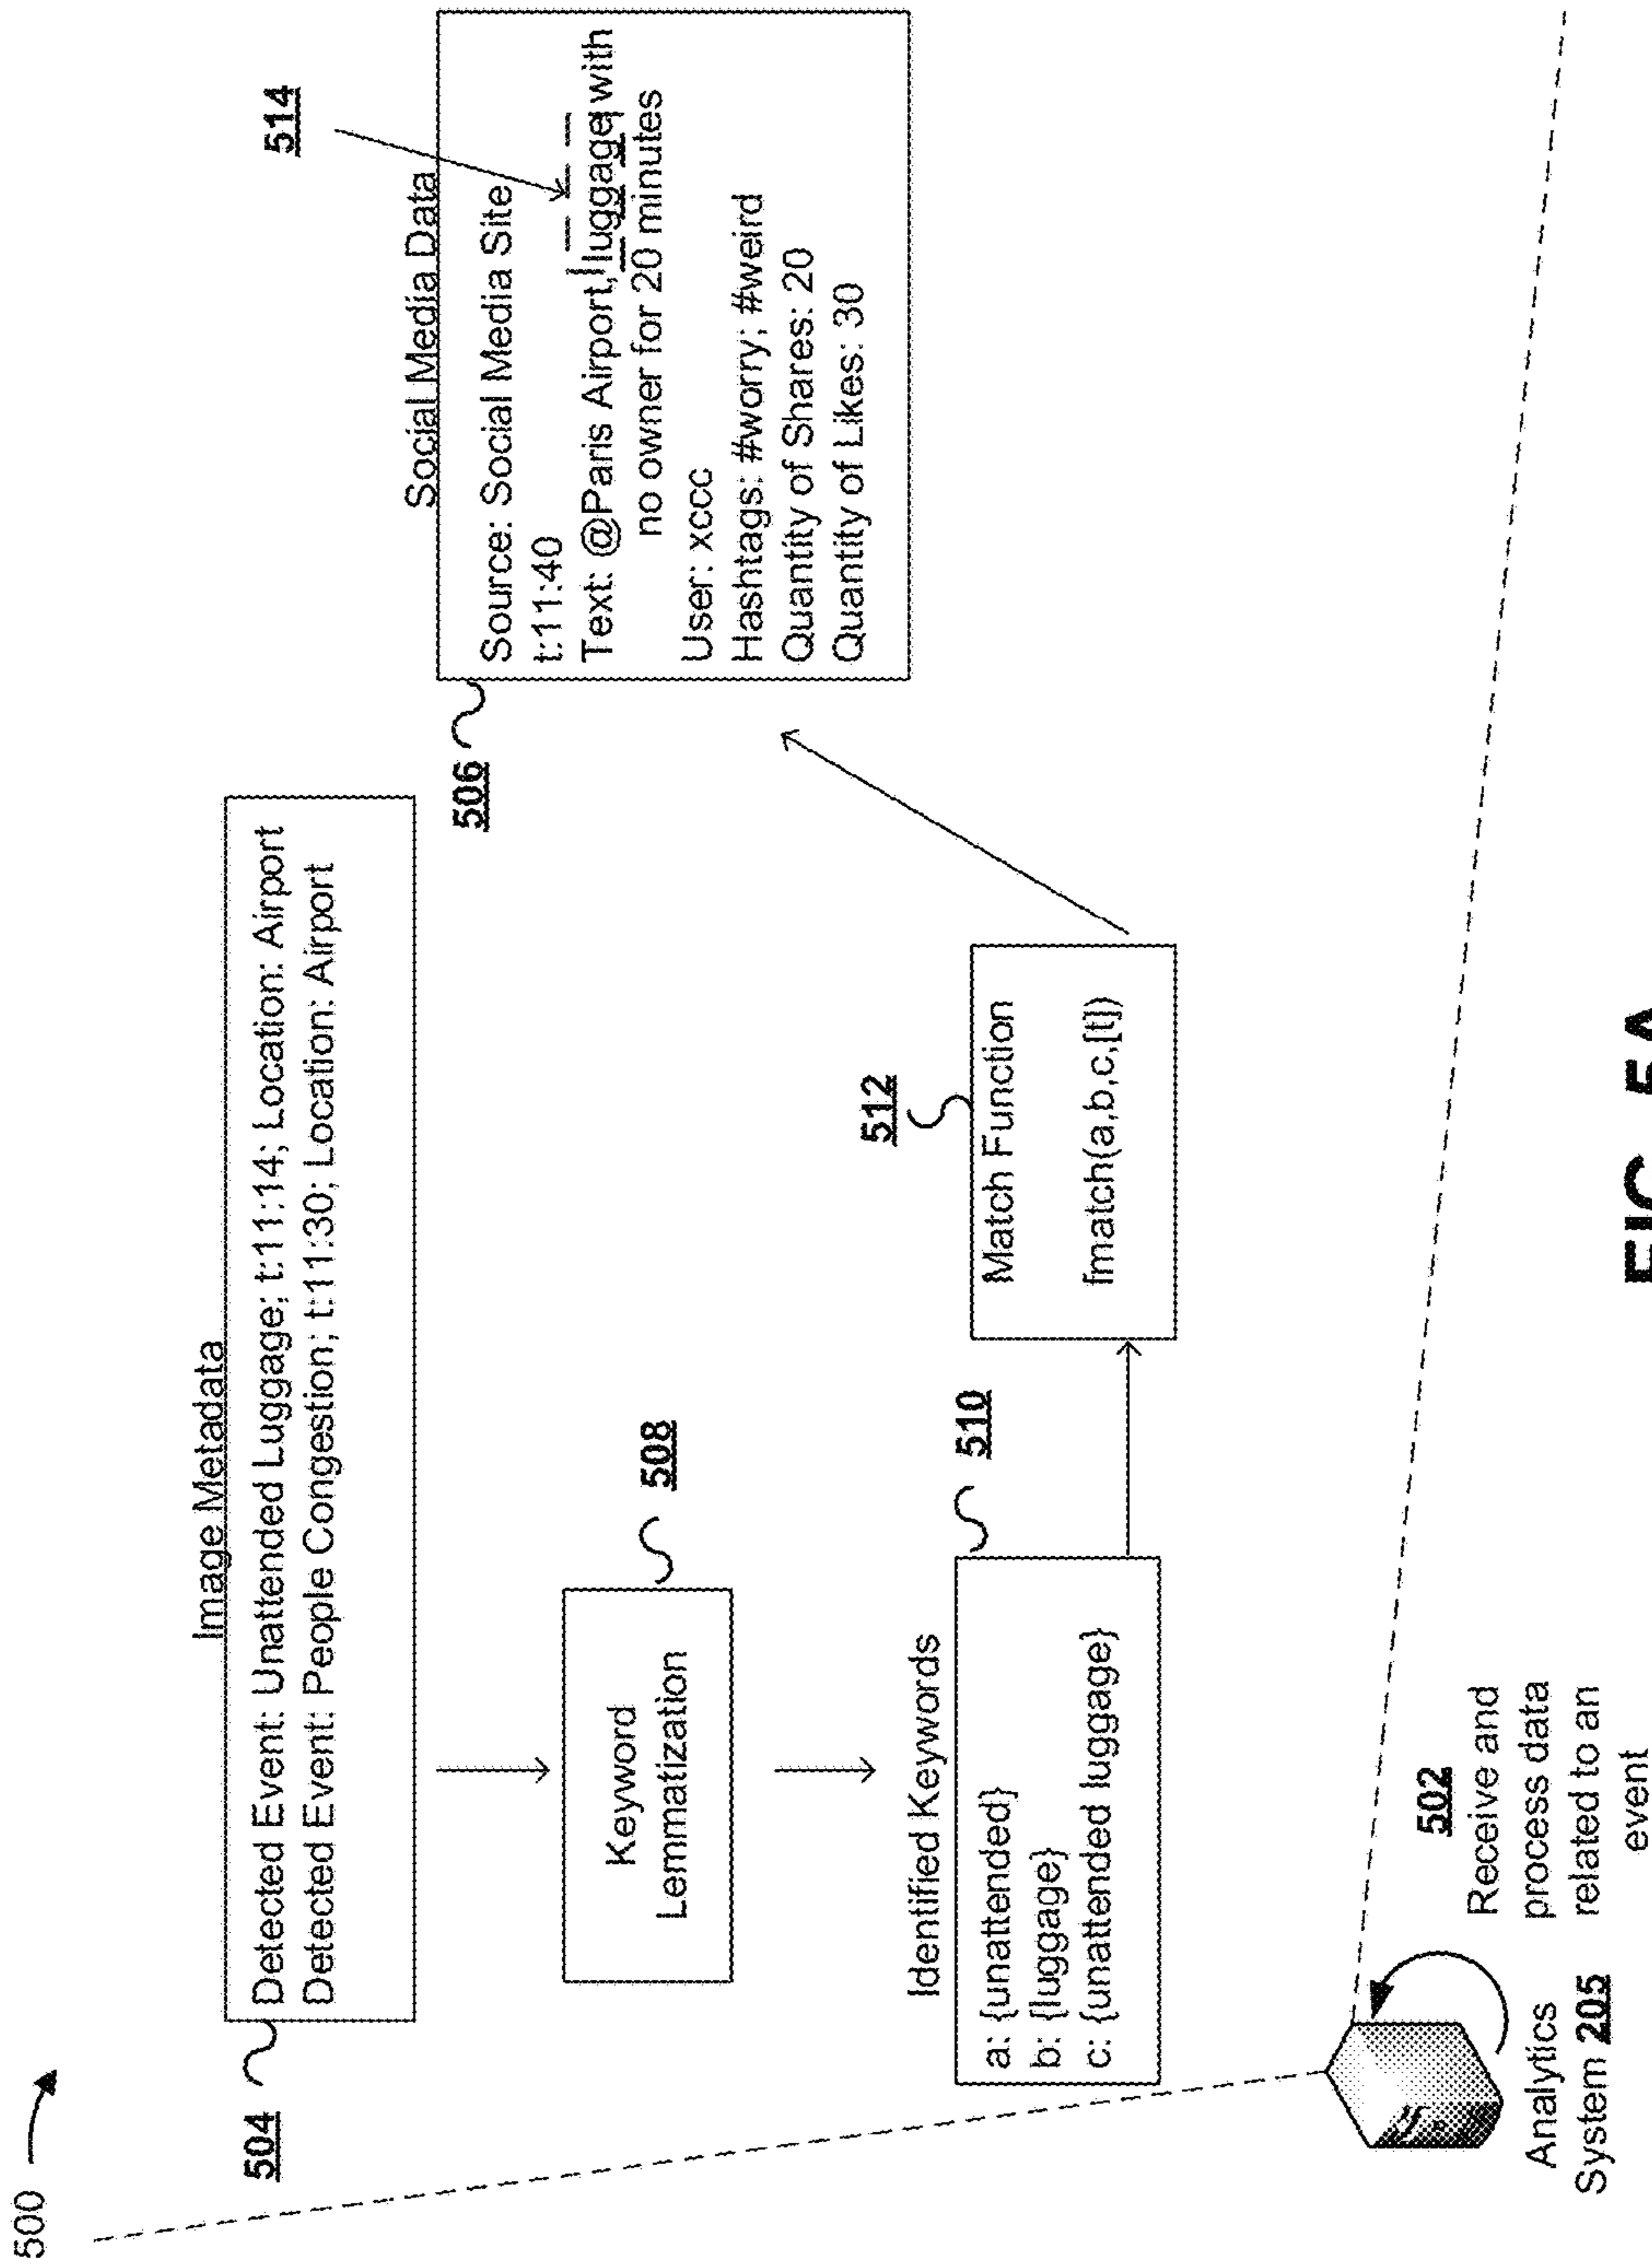 500
Image Metadata
504
Detected Event: Unattended Luggage; t:11:14; Location: Airport
Detected Event: People Congestion; t:11:30; Location: Airport
Keyword
Lemmatization
508
Identified Keywords
510
a: {unattended}
b: {luggage}
c: {unattended luggage}
512
Match Function
fmatch(a,b,c,[t])
506
514
Social Media Data
Source: Social Media Site
t:11:40
Text: @Paris Airport, luggage with
no owner for 20 minutes
User: xccc
Hashtags: #worry; #weird
Quantity of Shares: 20
Quantity of Likes: 30
Analytics
System 205
502
Receive and
process data
related to an
event
FIG. 5A